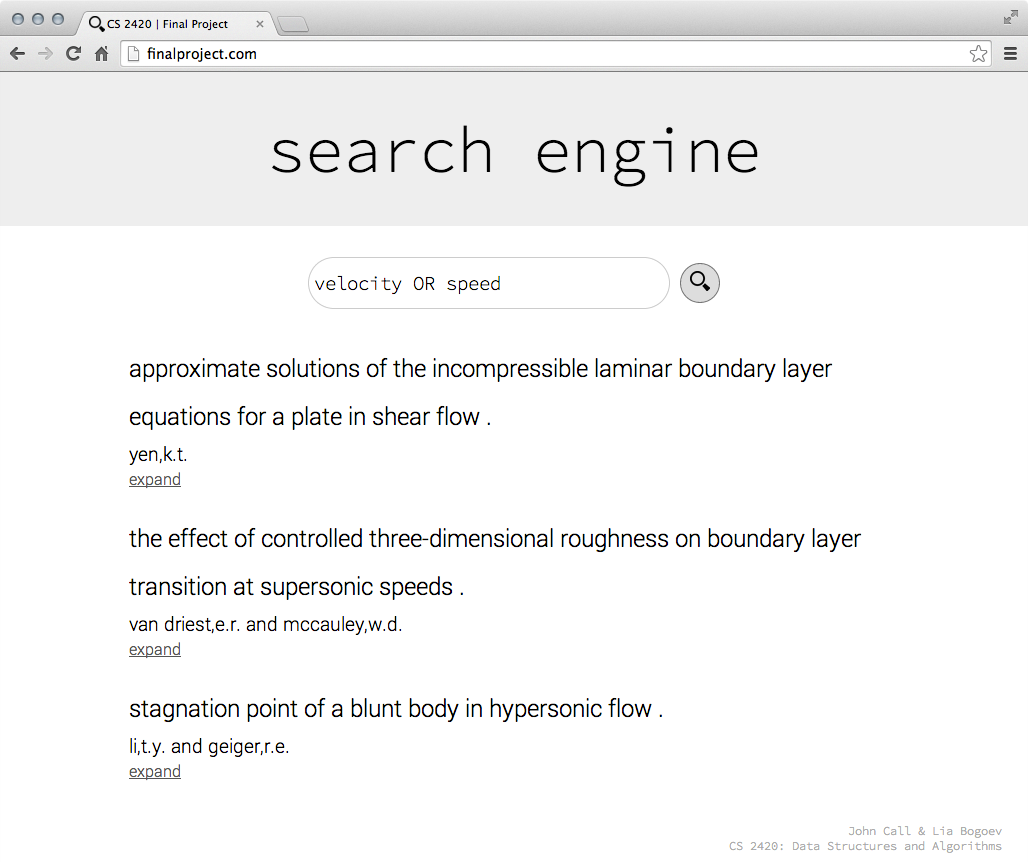 CS 2420 | Final Project
finalproject.com
search engine
velocity OR speed
approximate solutions of the incompressible laminar boundary layer
equations for a plate in shear flow .
yen,k.t.
expand
the effect of controlled three-dimensional roughness on boundary layer
transition at supersonic speeds .
van driest,e.r. and mccauley,w.d.
expand
stagnation point of a blunt body in hypersonic flow .
li,t.y. and geiger,r.e.
expand
John Call & Lia Bogoev
CS 2420: Data Structures and Algorithms